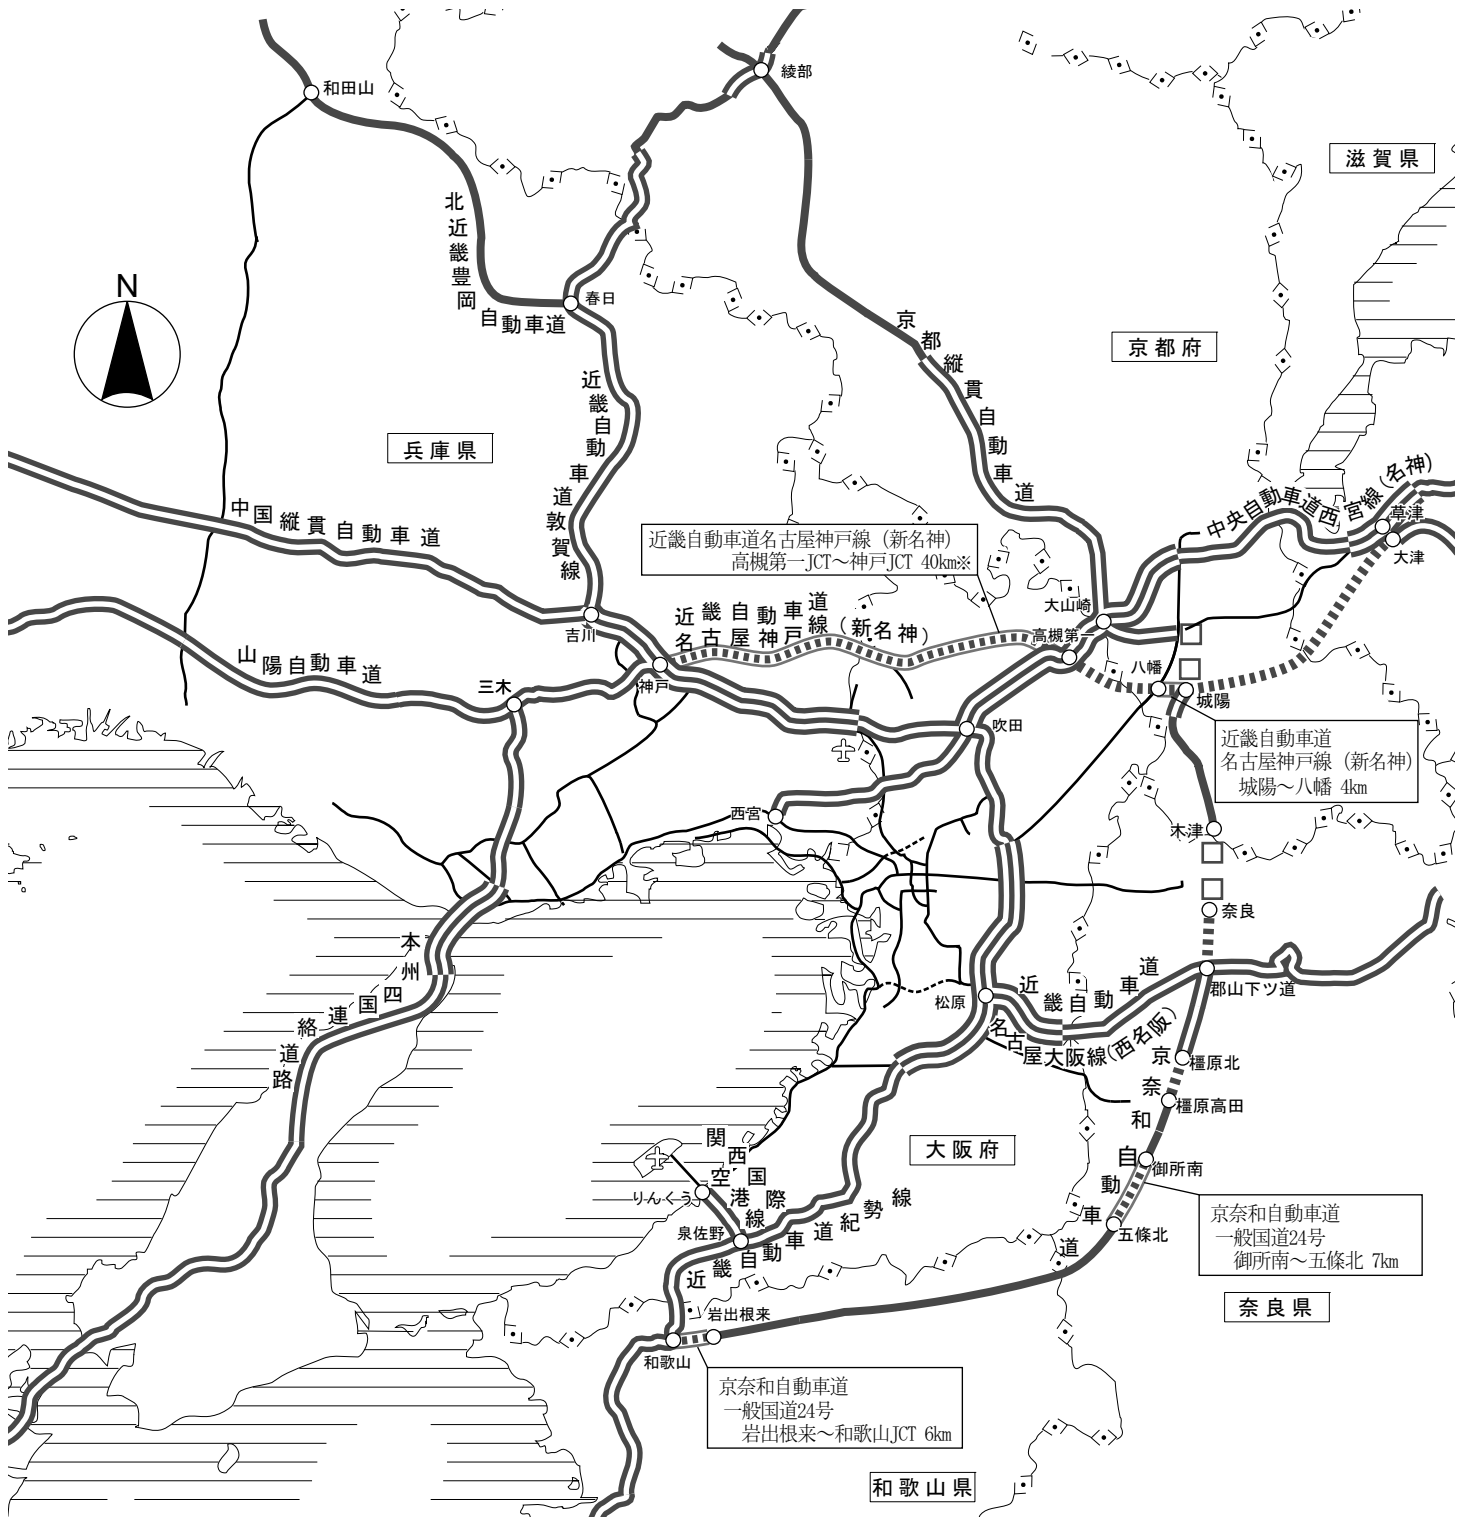 綾部
和田山
滋賀県
北近畿豊岡自動車道
N
春日
京都府
京都縦貫自動車道
近畿自動車道敦賀線
兵庫県
中国縦貫自動車道
中央自動車道西宮線(名神)
草津
大津
近畿自動車道名古屋神戸線（新名神）
高槻第一JCT～神戸JCT 40km※
大山崎
吉川
近畿自動車道
名古屋神戸線(新名神)
高槻第一
山陽自動車道
三木
神戸
八幡
城陽
吹田
近畿自動車道
名古屋神戸線（新名神）
城陽～八幡 4km
西宮
木津
奈良
本州四国連絡道路
松原
近畿自動車道
名古屋大阪線(西名阪)
郡山下ツ道
京奈和自動車道
橿原北
橿原高田
大阪府
関西国際空港線
御所南
りんくう
泉佐野
近畿自動車道紀勢線
五條北
京奈和自動車道
一般国道24号
御所南～五條北 7km
奈良県
岩出根来
和歌山
京奈和自動車道
一般国道24号
岩出根来～和歌山JCT 6km
和歌山県